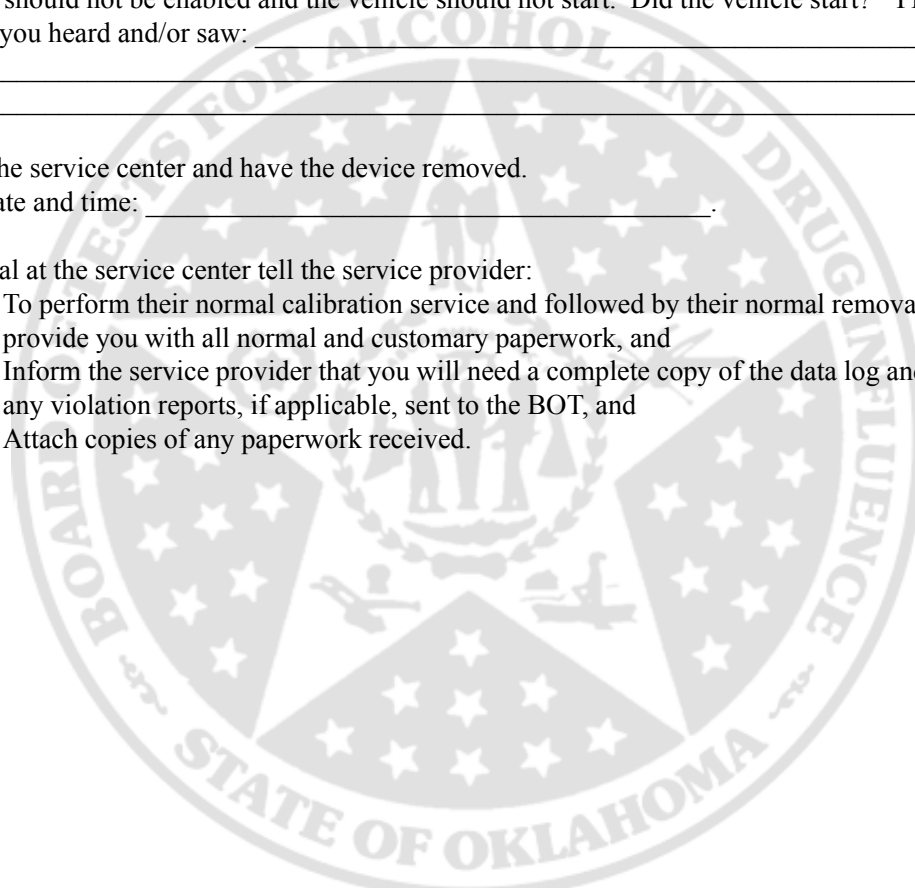 should not be enabled and the vehicle should not start. Did the vehicle start?
you heard and/or saw: ________________________________________________
________________________________________________________________
________________________________________________________________
he service center and have the device removed.
ate and time: ________________________________________.
al at the service center tell the service provider:
To perform their normal calibration service and followed by their normal remova
provide you with all normal and customary paperwork, and
Inform the service provider that you will need a complete copy of the data log and
any violation reports, if applicable, sent to the BOT, and
Attach copies of any paperwork received.
BOARD OF TESTS FOR ALCOHOL AND DRUG INFLUENCE
STATE OF OKLAHOMA